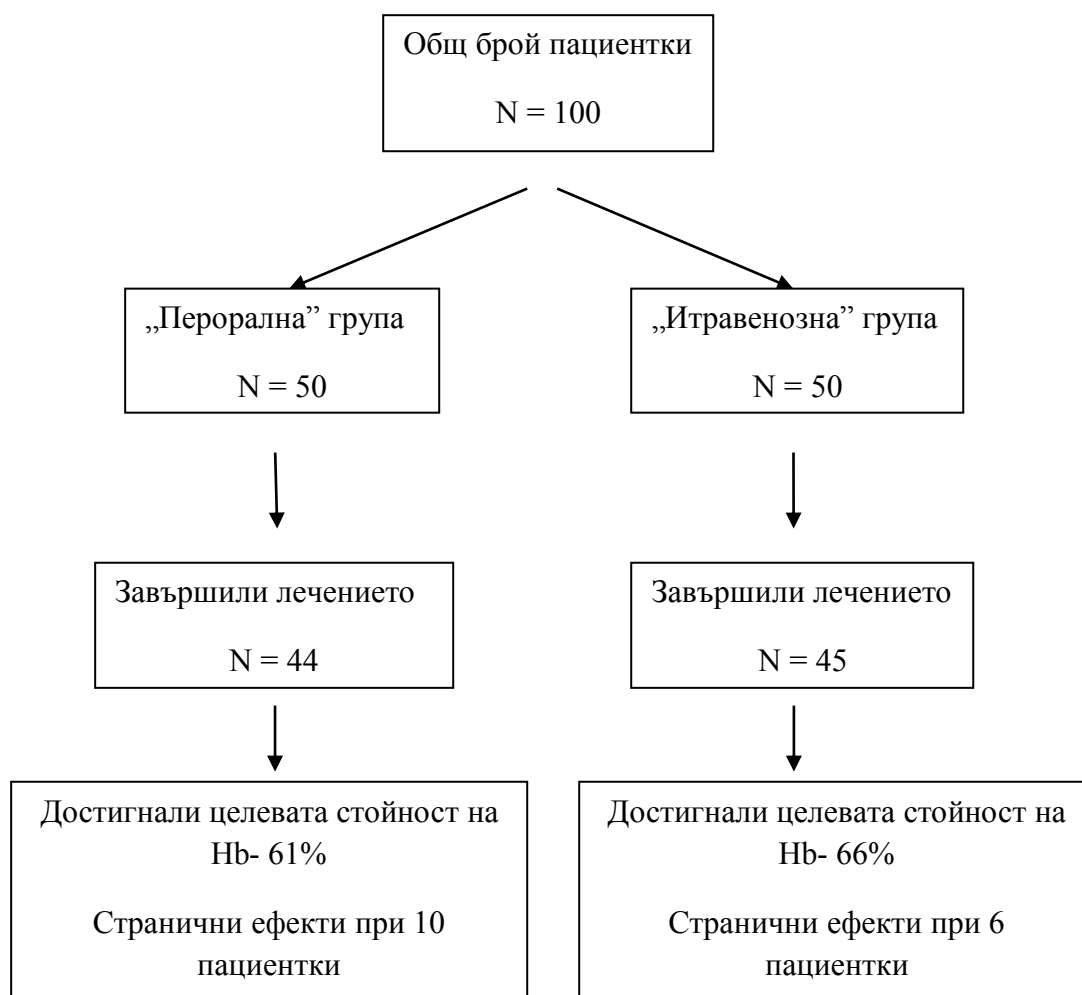 Общ брой пациентки
N = 100
„Перорална” група
N = 50
„Итравенозна” група
N = 50
Завършили лечението
N = 44
Завършили лечението
N = 45
Достигнали целевата стойност на
Hb- 61%
Странични ефекти при 10
пациентки
Достигнали целевата стойност на
Hb- 66%
Странични ефекти при 6
пациентки